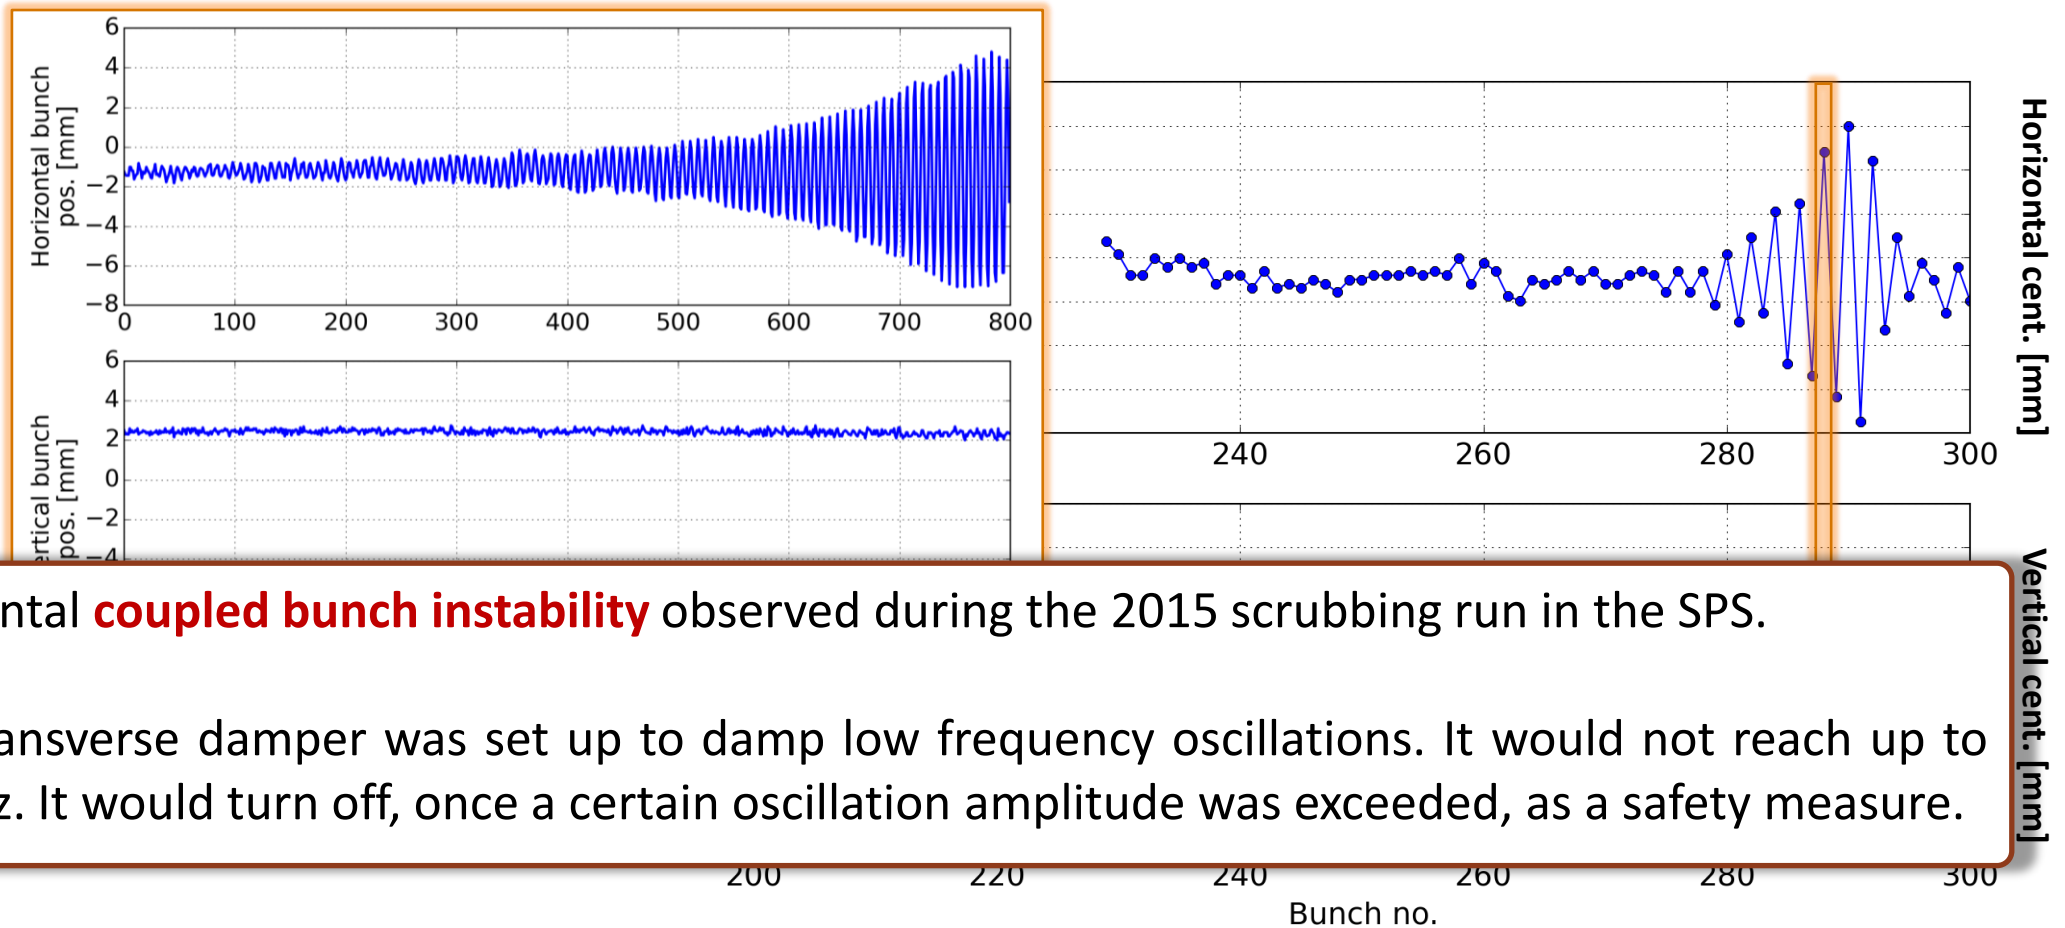 6
4
2
0
−2
−4
−6
−8
Horizontal bunch
pos. [mm]
0 100 200 300 400 500 600 700 800
6
4
2
0
−2
−4
ertical bunch
pos. [mm]
240 260 280 300
Horizontal cent. [mm]
Vertical cent. [mm]
ntal coupled bunch instability observed during the 2015 scrubbing run in the SPS.
ansverse damper was set up to damp low frequency oscillations. It would not reach up to
z. It would turn off, once a certain oscillation amplitude was exceeded, as a safety measure.
200 220 240 260 280 300
Bunch no.